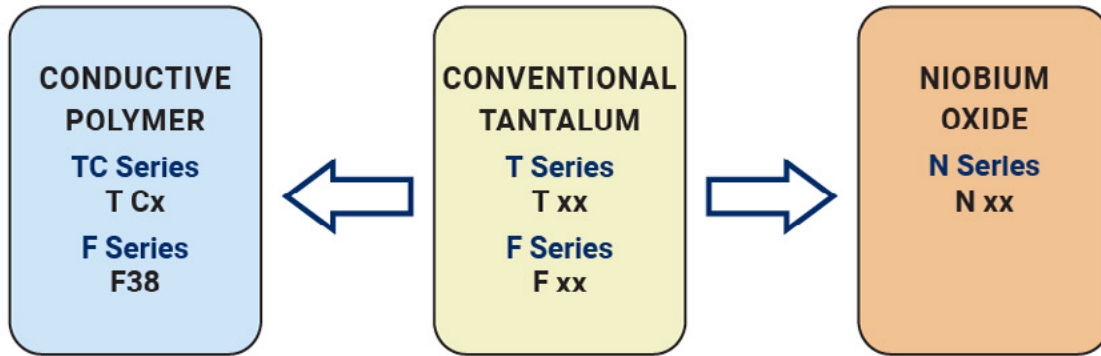 CONDUCTIVE
POLYMER
TC Series
T Cx
F Series
F38
CONVENTIONAL
TANTALUM
T Series
T xx
F Series
F xx
NIOBIUM
OXIDE
N Series
N xx